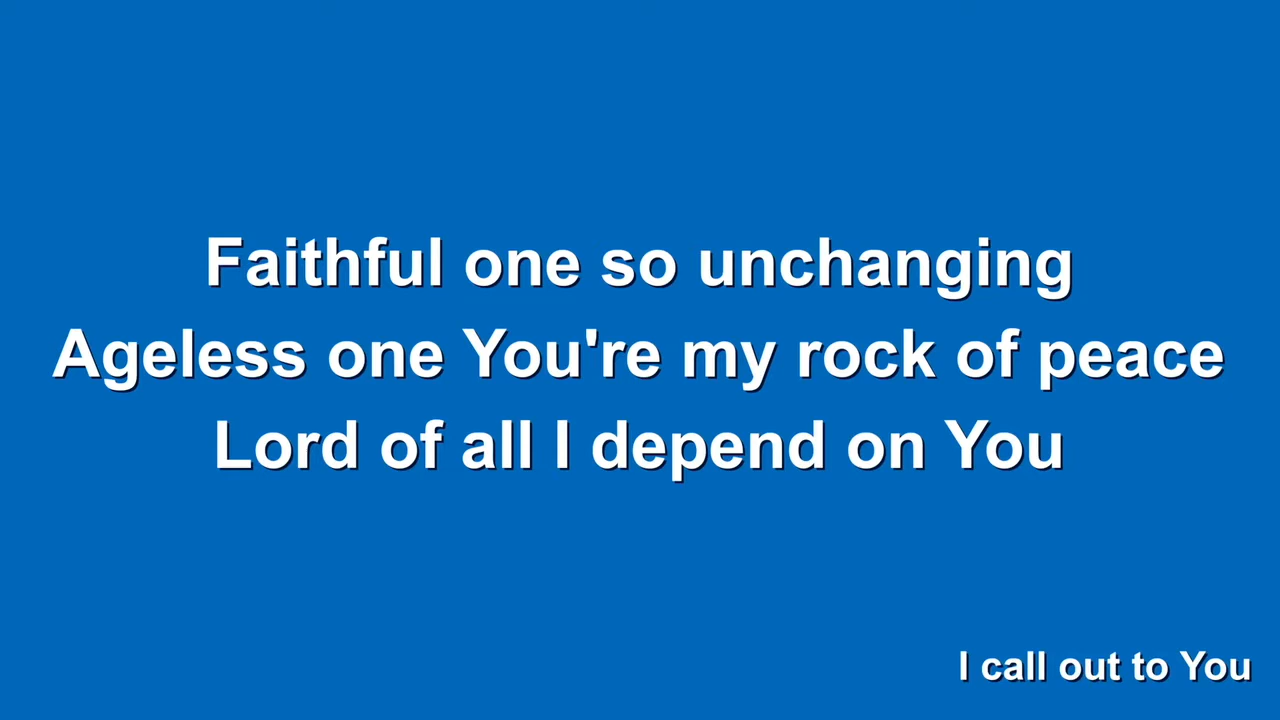 Faithful one so unchanging
Ageless one You're my rock of peace
Lord of all I depend on You
I call out to You